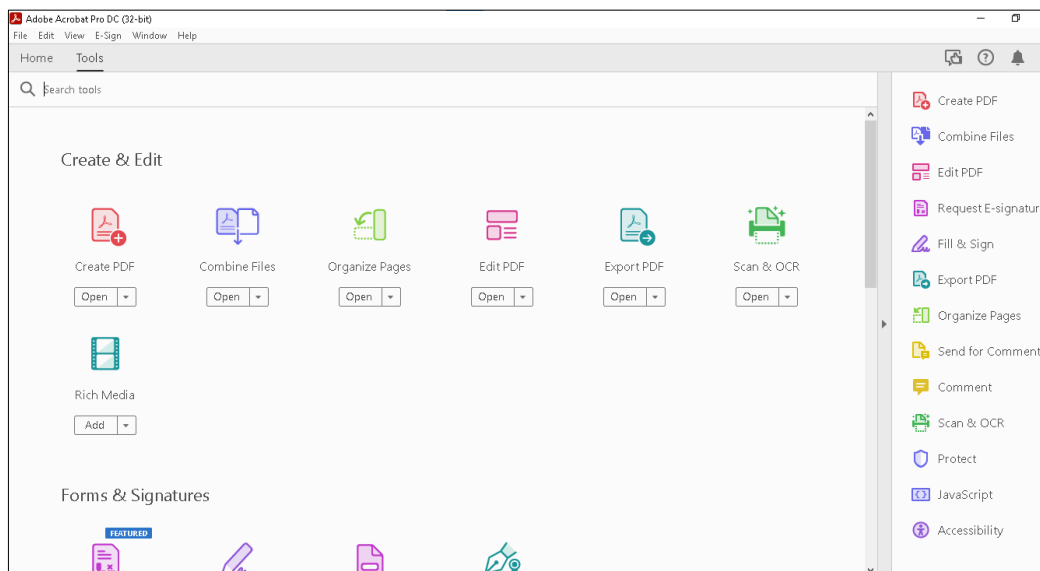 Adobe Acrobat Pro DC (32-bit)
File Edit View E-Sign Window Help
Home Tools
Search tools
Create & Edit
Create PDF Combine Files Organize Pages Edit PDF Export PDF Scan & OCR
Open Open Open Open Open Open
Rich Media
Add
Forms & Signatures
FEATURED
Create PDF
Combine Files
Edit PDF
Request E-signatur
Fill & Sign
Export PDF
Organize Pages
Send for Comment
Comment
Scan & OCR
Protect
JavaScript
Accessibility